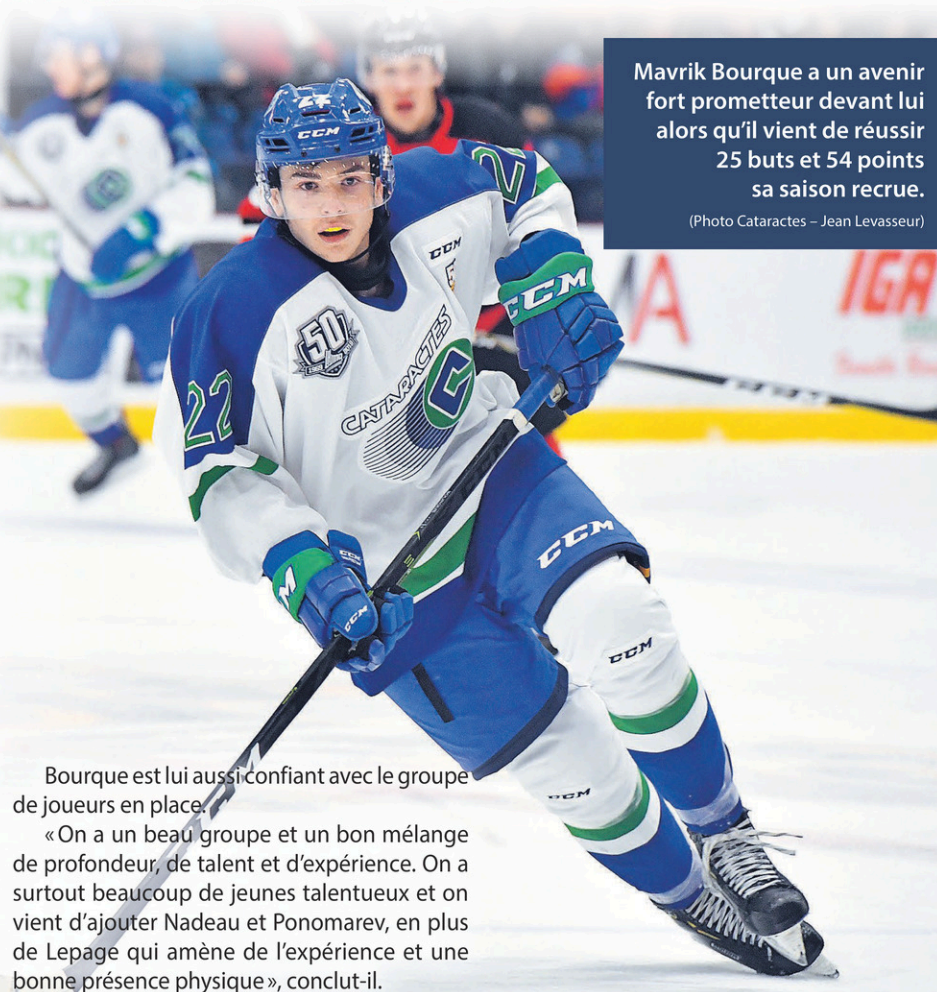 Mavrik Bourque a un avenir
fort prometteur devant lui
alors qu'il vient de réussir
25 buts et 54 points
sa saison recrue.
(Photo Cataractes – Jean Levasseur)
CCM
22
CCM
CCM
IGA
50
CATARACTES
C
22
CCM
CCM
CCM
CCM
Bourque est lui aussi confiant avec le groupe
de joueurs en place.
« On a un beau groupe et un bon mélange
de profondeur, de talent et d'expérience. On a
surtout beaucoup de jeunes talentueux et on
vient d'ajouter Nadeau et Ponomarev, en plus
de Lepage qui amène de l'expérience et une
bonne présence physique », conclut-il.